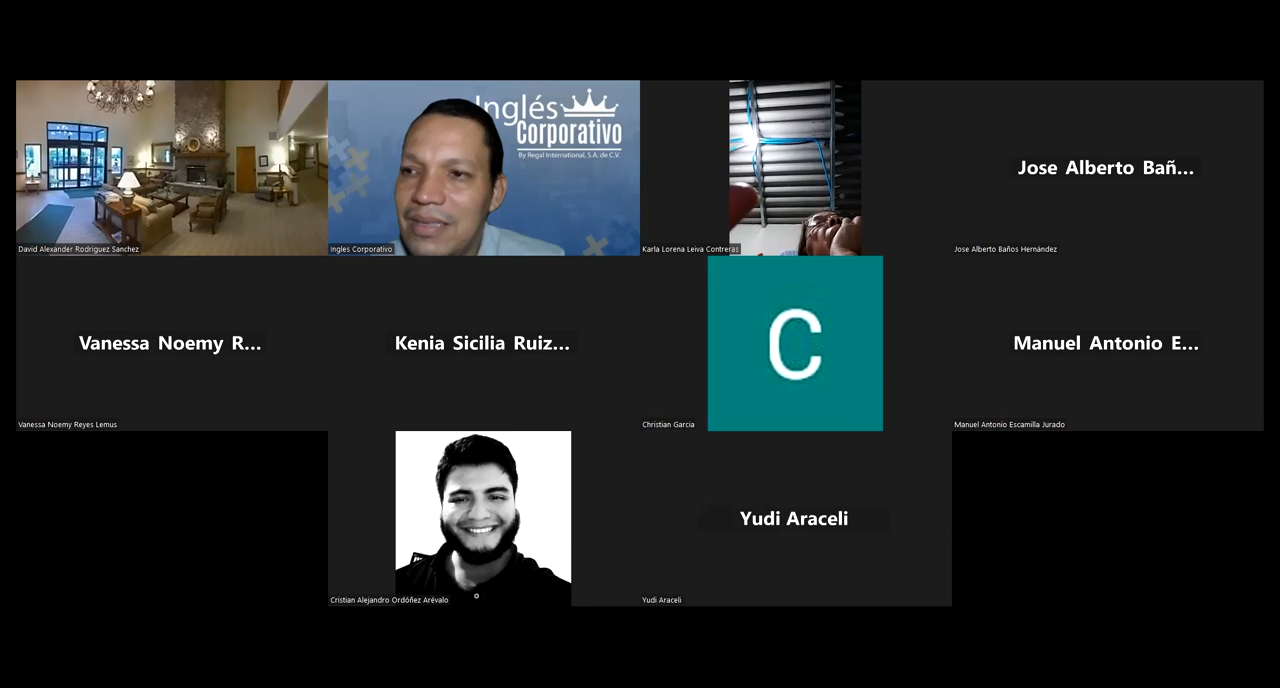 Inglés
Corporativo
By Regal International, S.A. de C.V.
David Alexander Rodriguez Sanchez
Ingles Corporativo
Karla Lorena Leiva Contreras
Jose Alberto Bañ...
Jose Alberto Baños Hernández
Vanessa Noemy R...
Vanessa Noemy Reyes Lemus
Kenia Sicilia Ruiz...
C
Christian Garcia
Manuel Antonio E...
Manuel Antonio Escamilla Jurado
Cristian Alejandro Ordóñez Arévalo
Yudi Araceli
Yudi Araceli